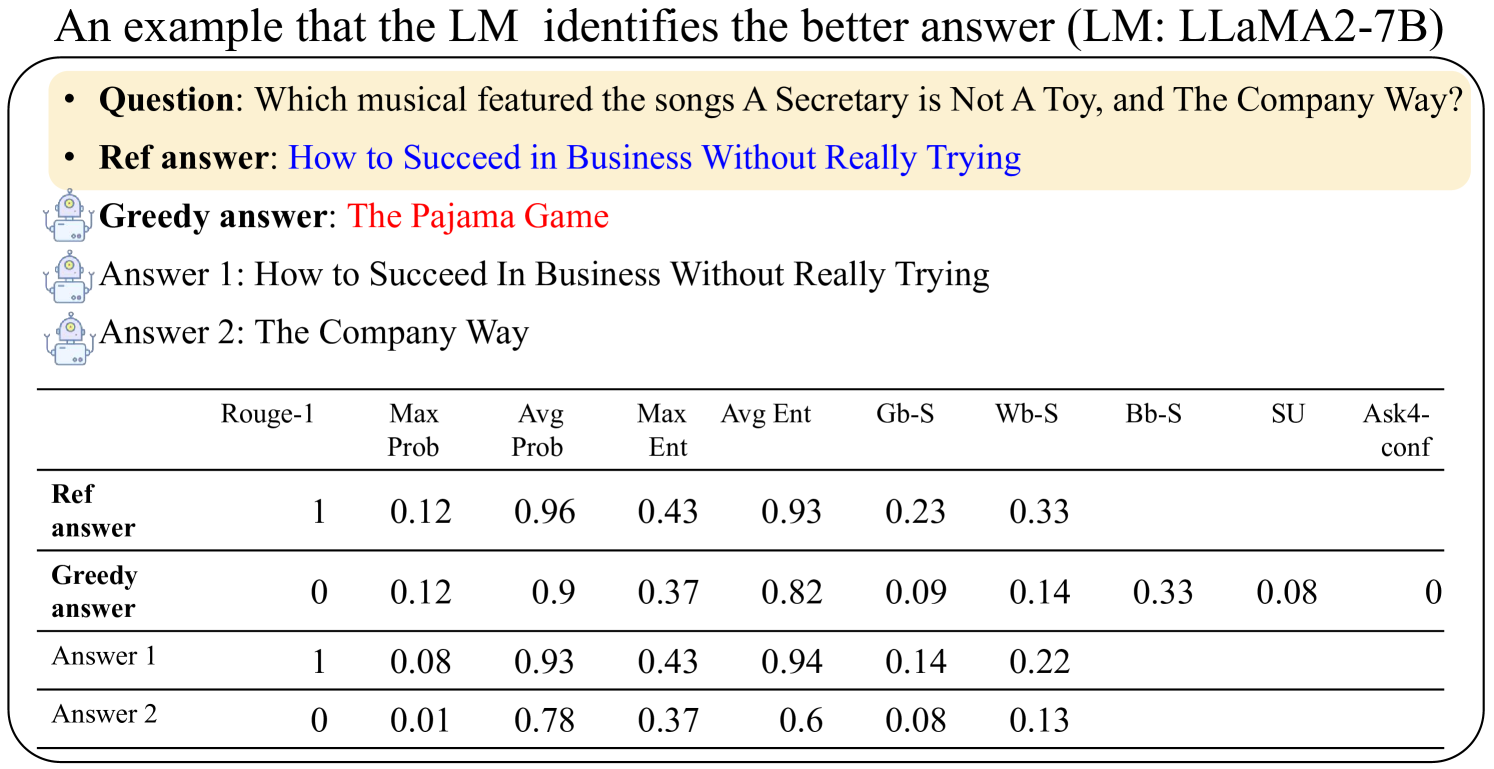 An example that the LM identifies the better answer (LM: LLaMA2-7B)
• Question: Which musical featured the songs A Secretary is Not A Toy, and The Company Way?
• Ref answer: How to Succeed in Business Without Really Trying
Greedy answer: The Pajama Game
Answer 1: How to Succeed In Business Without Really Trying
Answer 2: The Company Way
Rouge-1 Max Prob Avg Prob Max Ent Avg Ent Gb-S Wb-S Bb-S SU Ask4-conf
Ref answer 1 0.12 0.96 0.43 0.93 0.23 0.33
Greedy answer 0 0.12 0.9 0.37 0.82 0.09 0.14 0.33 0.08 0
Answer 1 1 0.08 0.93 0.43 0.94 0.14 0.22
Answer 2 0 0.01 0.78 0.37 0.6 0.08 0.13